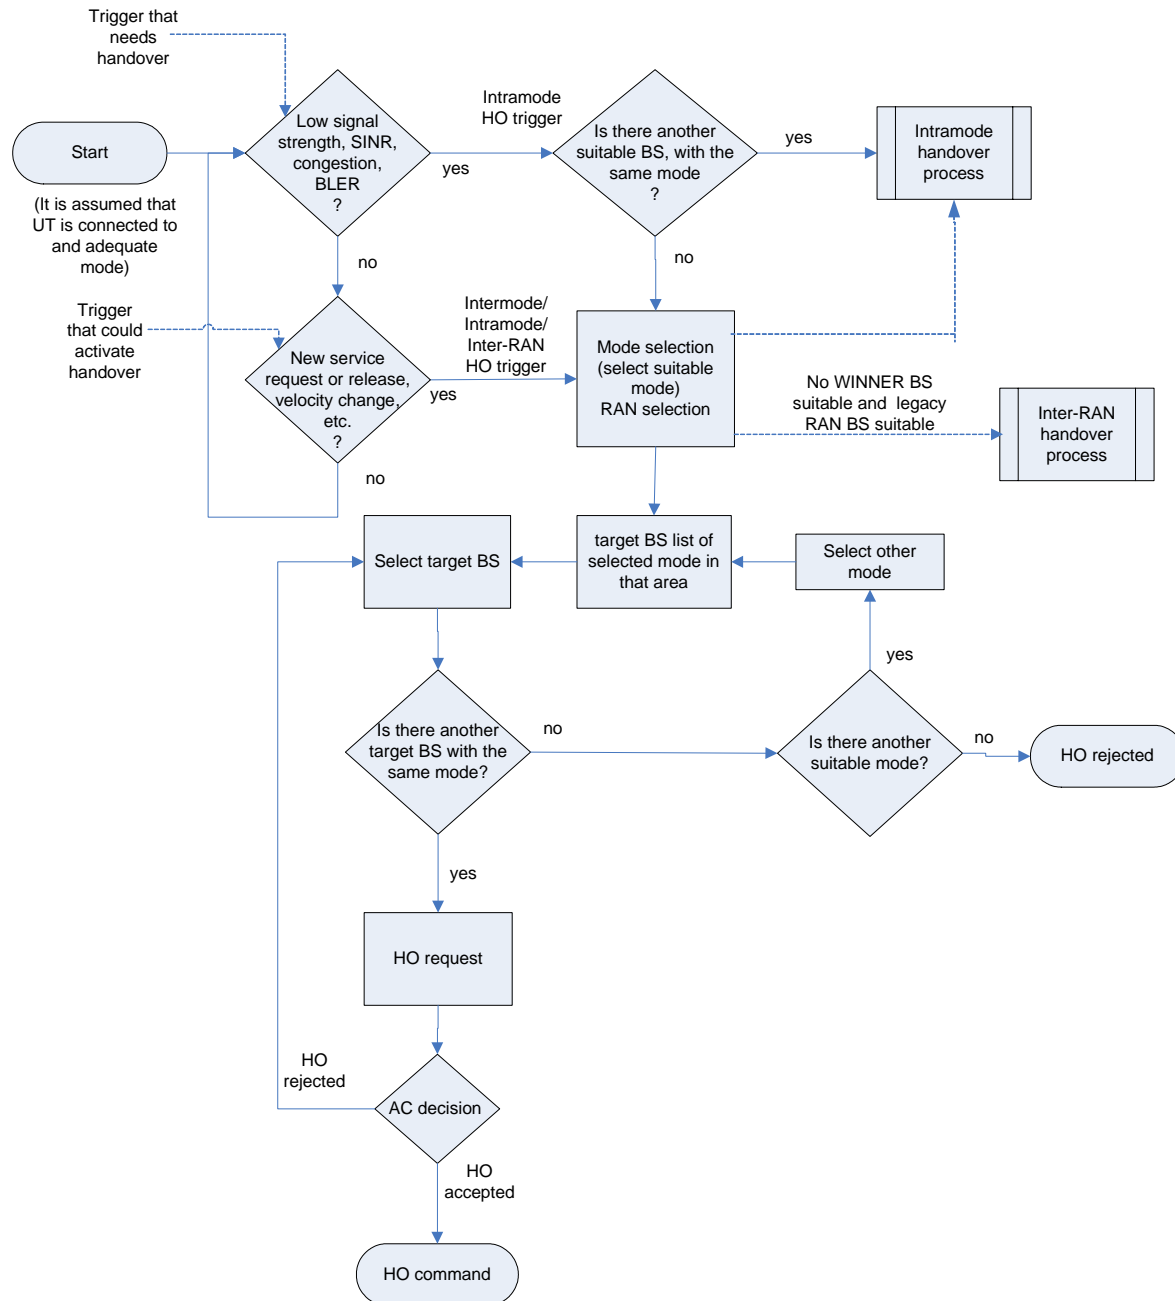 Trigger that
needs
handover
Start
(It is assumed that
UT is connected to
and adequate
mode)
Low signal
strength, SINR,
congestion,
BLER
?
yes
no
Intramode
HO trigger
Is there another
suitable BS, with the
same mode
?
yes
no
Intramode
handover
process
Trigger
that could
activate
handover
New service
request or release,
velocity change,
etc.
?
yes
no
Intermode/
Intramode/
Inter-RAN
HO trigger
Mode selection
(select suitable
mode)
RAN selection
No WINNER BS
suitable and legacy
RAN BS suitable
Inter-RAN
handover
process
Select target BS
target BS list of
selected mode in
that area
Select other
mode
yes
Is there another
target BS with the
same mode?
no
Is there another
suitable mode?
no
HO rejected
yes
HO request
HO
rejected
AC decision
HO
accepted
HO command